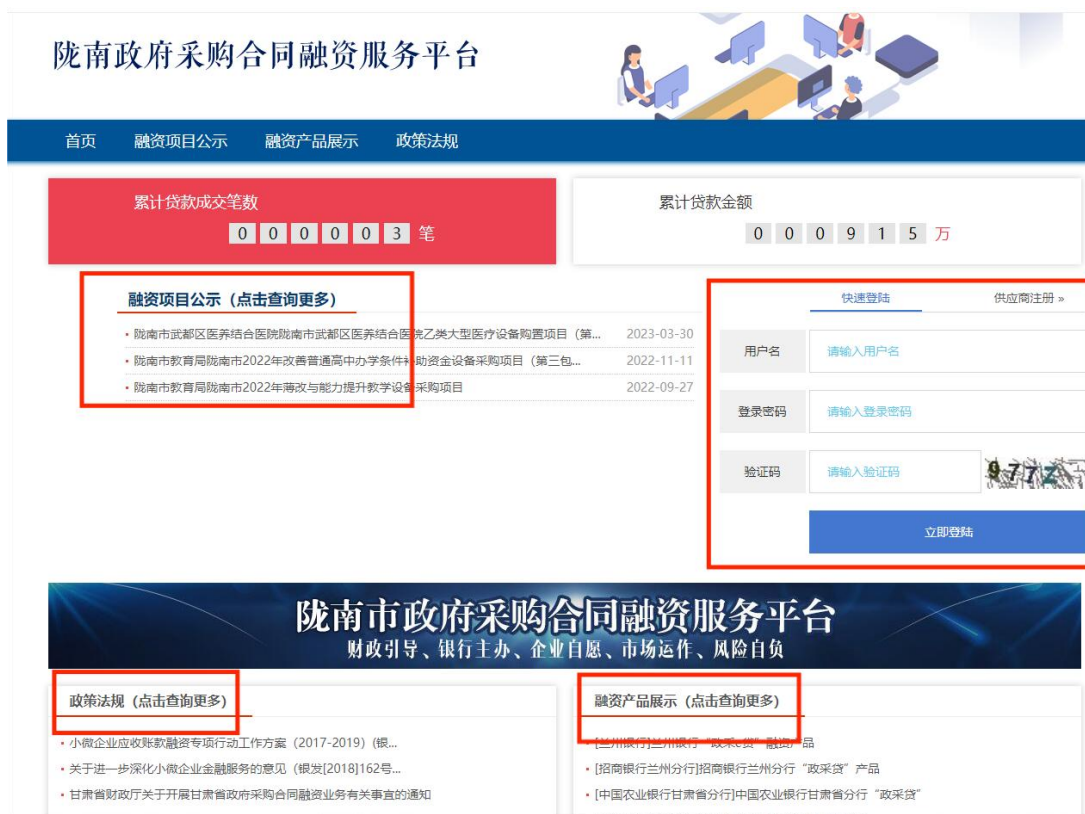 陇南政府采购合同融资服务平台
首页 融资项目公示 融资产品展示 政策法规
累计贷款成交笔数
0 0 0 0 0 3 笔
累计贷款金额
0 0 0 9 1 5 万
融资项目公示（点击查询更多）
• 陇南市武都区医养结合医院陇南市武都区医养结合医院乙类大型医疗设备购置项目（第... 2023-03-30
• 陇南市教育局陇南市2022年改善普通高中办学条件补助资金设备采购项目（第三包... 2022-11-11
• 陇南市教育局陇南市2022年薄改与能力提升教学设备采购项目 2022-09-27
快速登陆 供应商注册 »
用户名 请输入用户名
登录密码 请输入登录密码
验证码 请输入验证码 977Z
立即登陆
陇南市政府采购合同融资服务平台
财政引导、银行主办、企业自愿、市场运作、风险自负
政策法规（点击查询更多）
• 小微企业应收账款融资专项行动工作方案（2017-2019）(银...
• 关于进一步深化小微企业金融服务的意见（银发[2018]162号...
• 甘肃省财政厅关于开展甘肃省政府采购合同融资业务有关事宜的通知
融资产品展示（点击查询更多）
• [兰州银行]兰州银行“政采e贷”融资产品
• [招商银行兰州分行]招商银行兰州分行“政采贷”产品
• [中国农业银行甘肃省分行]中国农业银行甘肃省分行“政采贷”